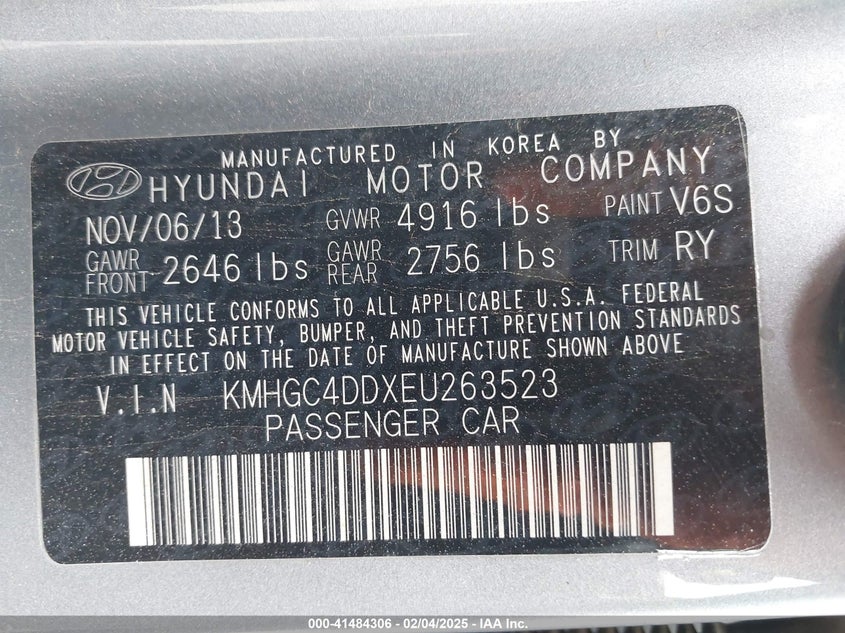 MANUFACTURED IN KOREA BY
HYUNDAI MOTOR COMPANY
NOV/06/13 GVWR 4916 lbs PAINT V6S
GAWR FRONT 2646 lbs GAWR REAR 2756 lbs TRIM RY
THIS VEHICLE CONFORMS TO ALL APPLICABLE U.S.A. FEDERAL
MOTOR VEHICLE SAFETY, BUMPER, AND THEFT PREVENTION STANDARDS
IN EFFECT ON THE DATE OF MANUFACTURE SHOWN ABOVE
V.I.N KMHGC4DDXEU263523
PASSENGER CAR
000-41484306 - 02/04/2025 - IAA Inc.